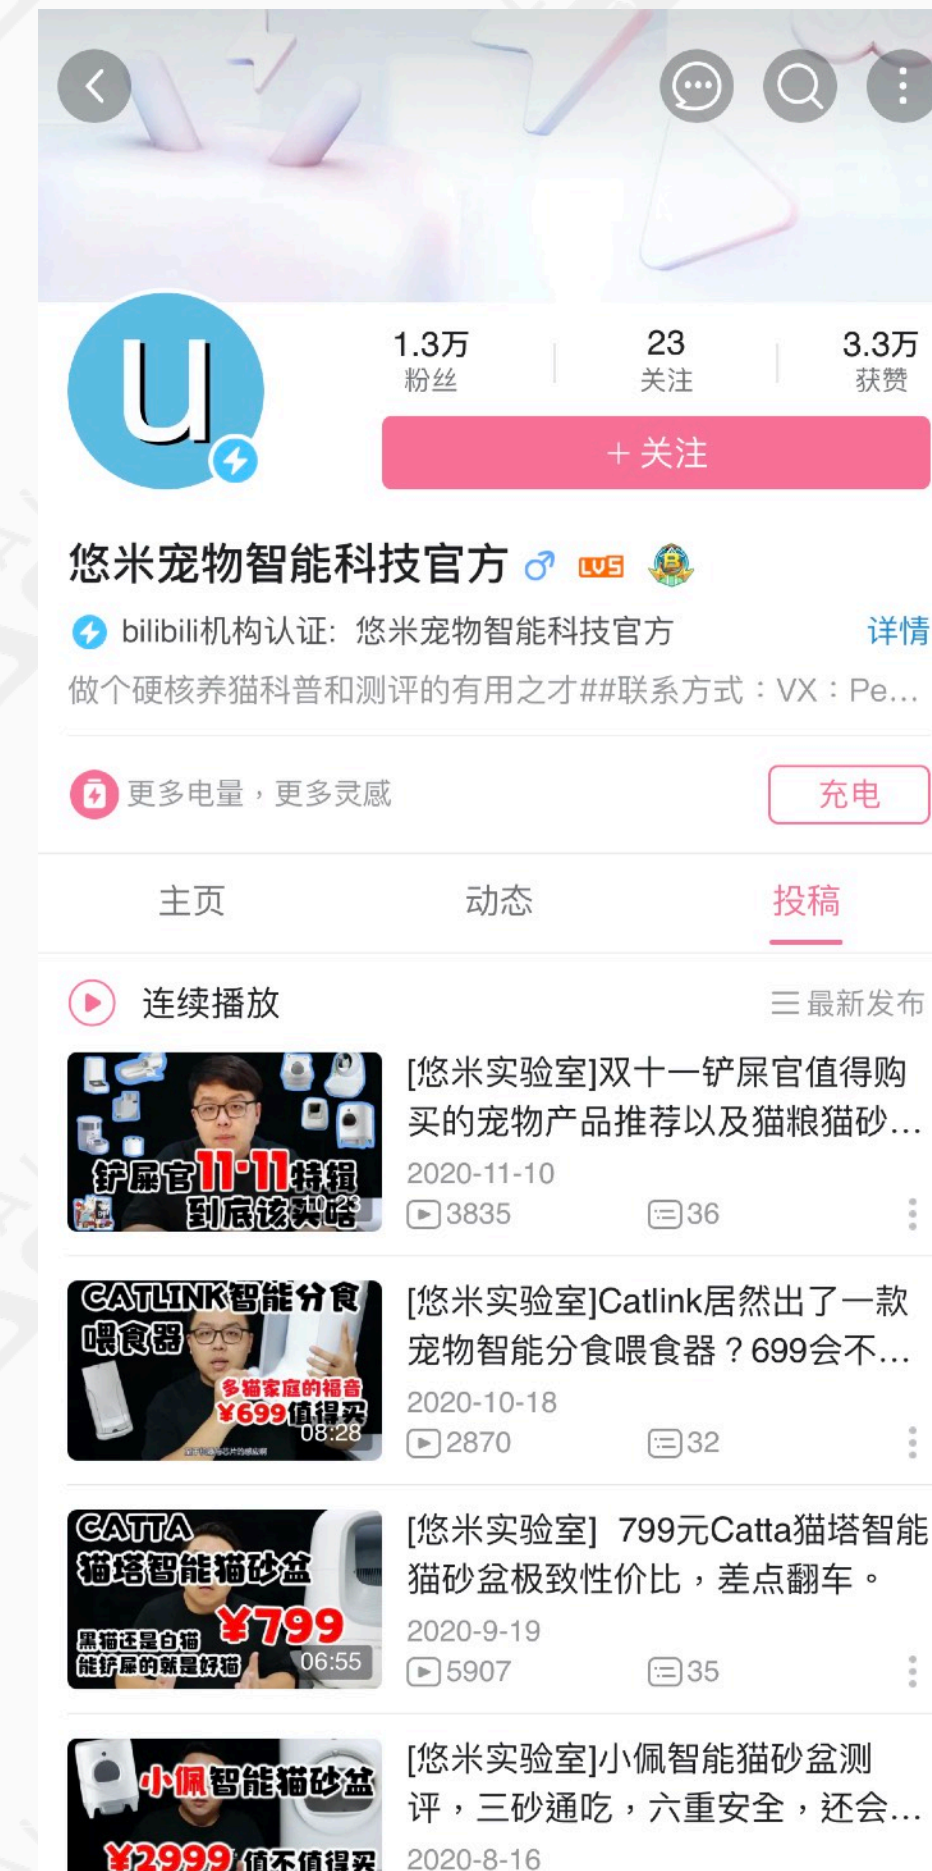 1.3万
23
3.3万
粉丝
关注
获赞
u
+ 关注
悠米宠物智能科技官方
LV5
bilibili机构认证: 悠米宠物智能科技官方
详情
做个硬核养猫科普和测评的有用之才##联系方式：VX：Pe...
更多电量，更多灵感
充电
主页
动态
投稿
连续播放
最新发布
铲屎官11·11特辑
到底该买啥
10:23
[悠米实验室]双十一铲屎官值得购
买的宠物产品推荐以及猫粮猫砂...
2020-11-10
3835
36
CATLINK智能分食
喂食器
多猫家庭的福音
¥699值得买
08:28
[悠米实验室]Catlink居然出了一款
宠物智能分食喂食器？699会不...
2020-10-18
2870
32
CATTA
猫塔智能猫砂盆
¥799
黑猫还是白猫
能铲屎的就是好猫
06:55
[悠米实验室] 799元Catta猫塔智能
猫砂盆极致性价比，差点翻车。
2020-9-19
5907
35
小佩智能猫砂盆
¥2999值不值得买
[悠米实验室]小佩智能猫砂盆测
评，三砂通吃，六重安全，还会...
2020-8-16